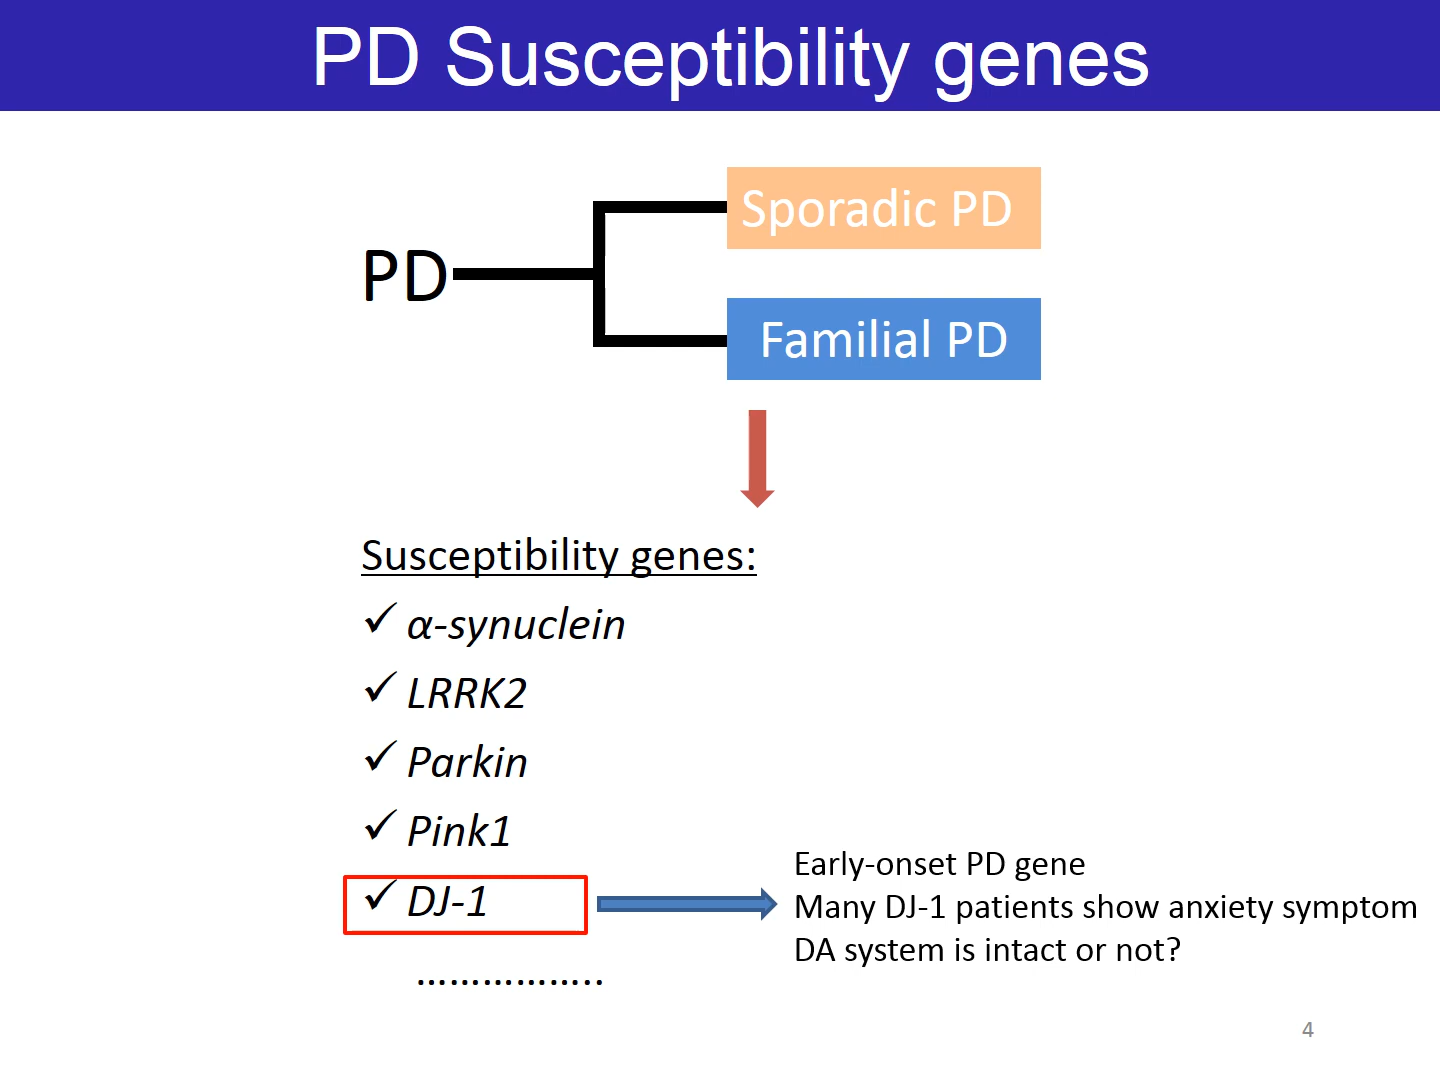 PD Susceptibility genes
Sporadic PD
PD
Familial PD
Susceptibility genes:
✓ α-synuclein
✓ LRRK2
✓ Parkin
✓ Pink1
✓ DJ-1
Early-onset PD gene
Many DJ-1 patients show anxiety symptom
DA system is intact or not?
……………..
4